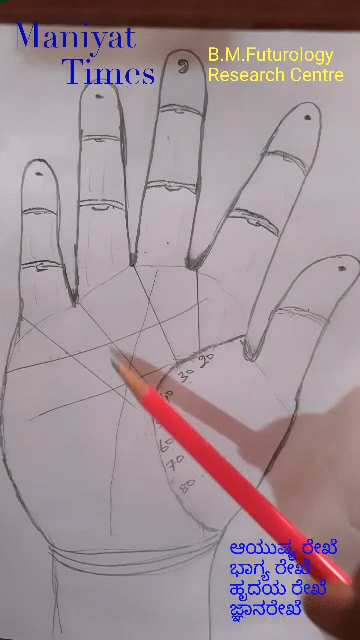 Maniyat
Times
B.M.Futurology
Research Centre
20
30
60
70
80
ಆಯುಷ್ಯ ರೇಖೆ
ಭಾಗ್ಯ ರೇಖೆ
ಹೃದಯ ರೇಖೆ
ಜ್ಞಾನರೇಖೆ